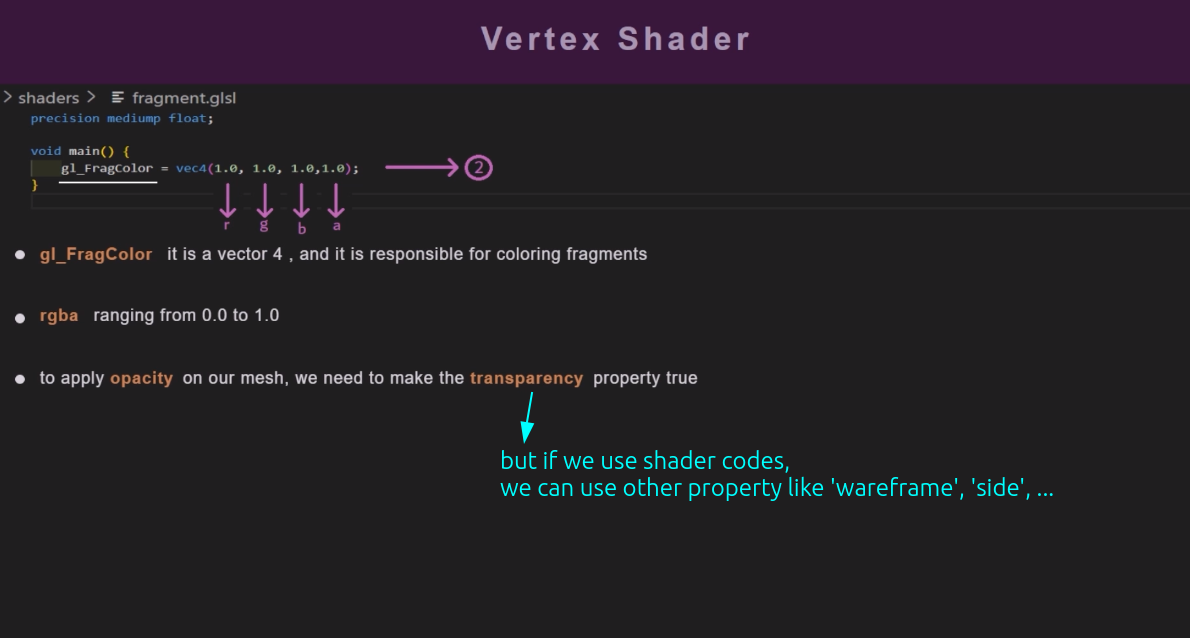 Vertex Shader
> shaders > fragment.glsl
precision mediump float;
void main() {
gl_FragColor = vec4(1.0, 1.0, 1.0,1.0);
2
}
r g b a
• gl_FragColor it is a vector 4 , and it is responsible for coloring fragments
• rgba ranging from 0.0 to 1.0
• to apply opacity on our mesh, we need to make the transparency property true
but if we use shader codes,
we can use other property like 'wareframe', 'side', ...